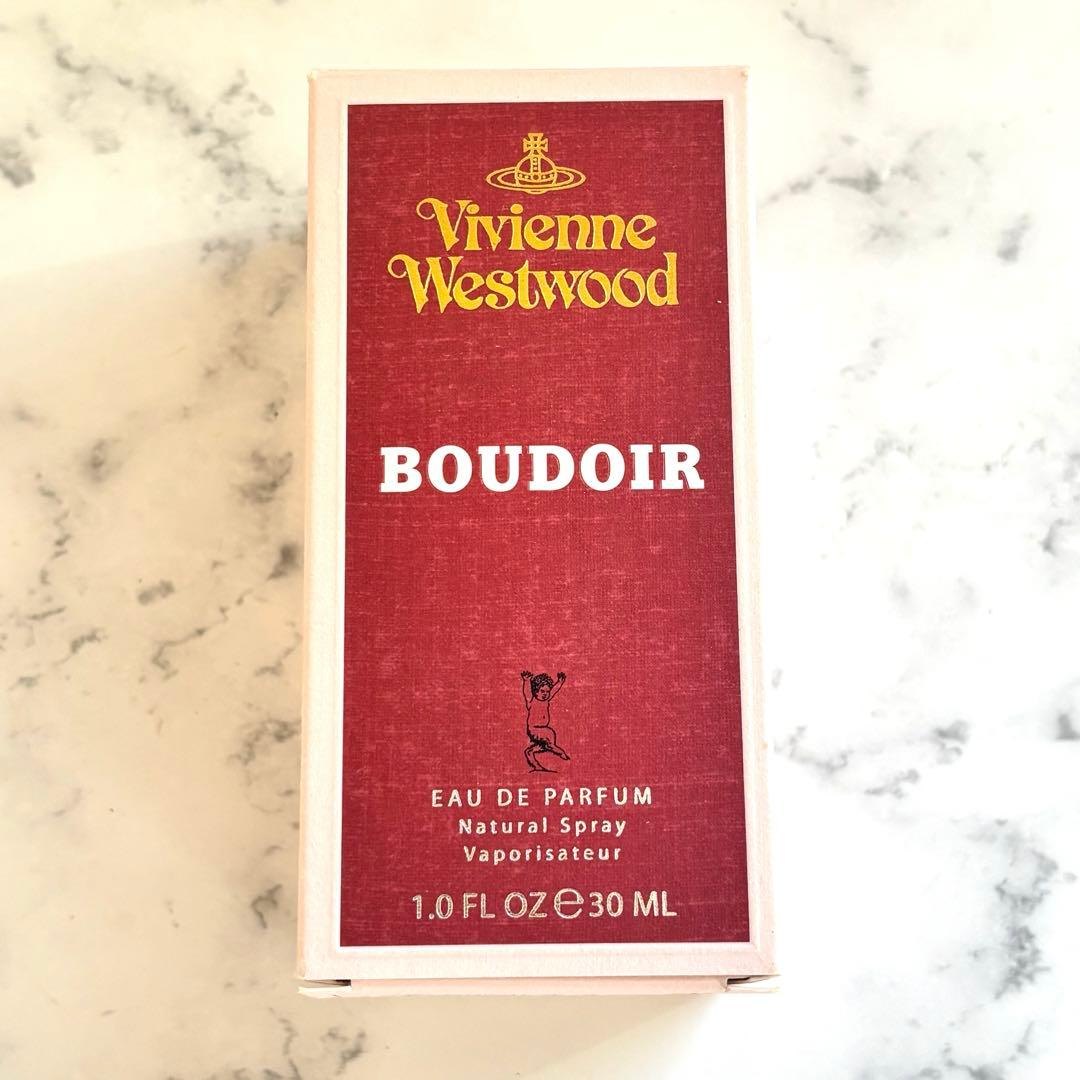 Vivienne
Westwood
BOUDOIR
EAU DE PARFUM
Natural Spray
Vaporisateur
1.0 FL OZ ℮ 30 ML